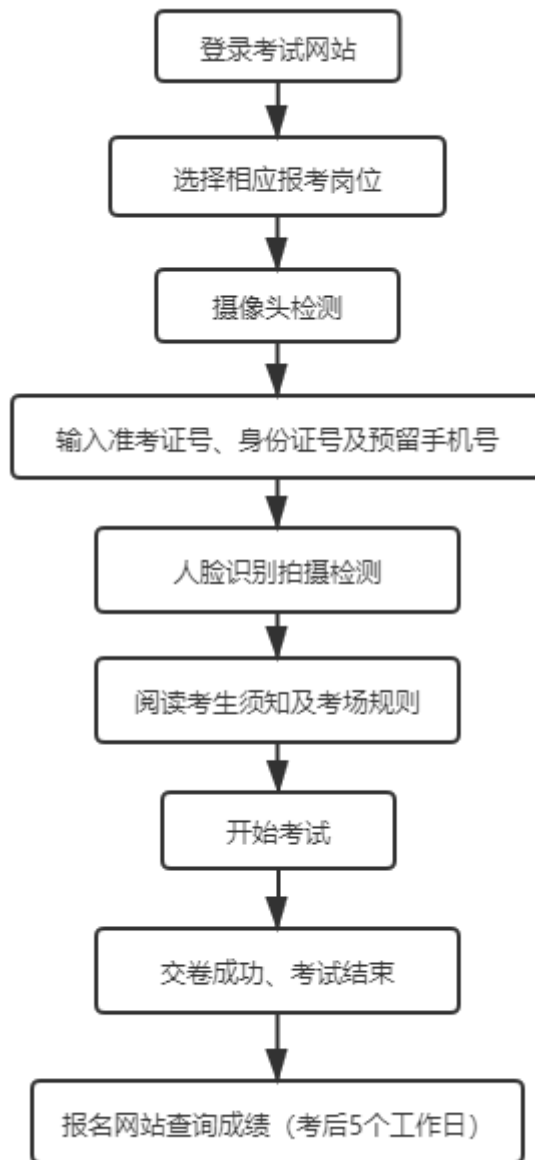 登录考试网站
选择相应报考岗位
摄像头检测
输入准考证号、身份证号及预留手机号
人脸识别拍摄检测
阅读考生须知及考场规则
开始考试
交卷成功、考试结束
报名网站查询成绩（考后5个工作日）